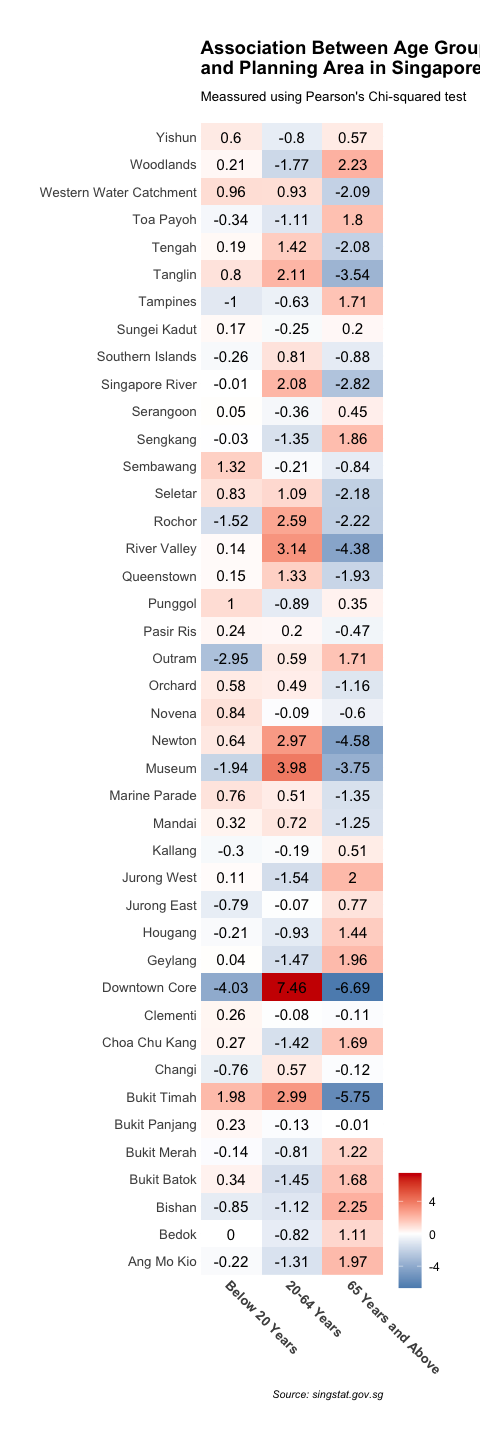 Association Between Age Group
and Planning Area in Singapore
Meassured using Pearson's Chi-squared test
Yishun 0.6 -0.8 0.57
Woodlands 0.21 -1.77 2.23
Western Water Catchment 0.96 0.93 -2.09
Toa Payoh -0.34 -1.11 1.8
Tengah 0.19 1.42 -2.08
Tanglin 0.8 2.11 -3.54
Tampines -1 -0.63 1.71
Sungei Kadut 0.17 -0.25 0.2
Southern Islands -0.26 0.81 -0.88
Singapore River -0.01 2.08 -2.82
Serangoon 0.05 -0.36 0.45
Sengkang -0.03 -1.35 1.86
Sembawang 1.32 -0.21 -0.84
Seletar 0.83 1.09 -2.18
Rochor -1.52 2.59 -2.22
River Valley 0.14 3.14 -4.38
Queenstown 0.15 1.33 -1.93
Punggol 1 -0.89 0.35
Pasir Ris 0.24 0.2 -0.47
Outram -2.95 0.59 1.71
Orchard 0.58 0.49 -1.16
Novena 0.84 -0.09 -0.6
Newton 0.64 2.97 -4.58
Museum -1.94 3.98 -3.75
Marine Parade 0.76 0.51 -1.35
Mandai 0.32 0.72 -1.25
Kallang -0.3 -0.19 0.51
Jurong West 0.11 -1.54 2
Jurong East -0.79 -0.07 0.77
Hougang -0.21 -0.93 1.44
Geylang 0.04 -1.47 1.96
Downtown Core -4.03 7.46 -6.69
Clementi 0.26 -0.08 -0.11
Choa Chu Kang 0.27 -1.42 1.69
Changi -0.76 0.57 -0.12
Bukit Timah 1.98 2.99 -5.75
Bukit Panjang 0.23 -0.13 -0.01
Bukit Merah -0.14 -0.81 1.22
Bukit Batok 0.34 -1.45 1.68
Bishan -0.85 -1.12 2.25
Bedok 0 -0.82 1.11
Ang Mo Kio -0.22 -1.31 1.97
4
0
-4
Below 20 Years
20-64 Years
65 Years and Above
Source: singstat.gov.sg